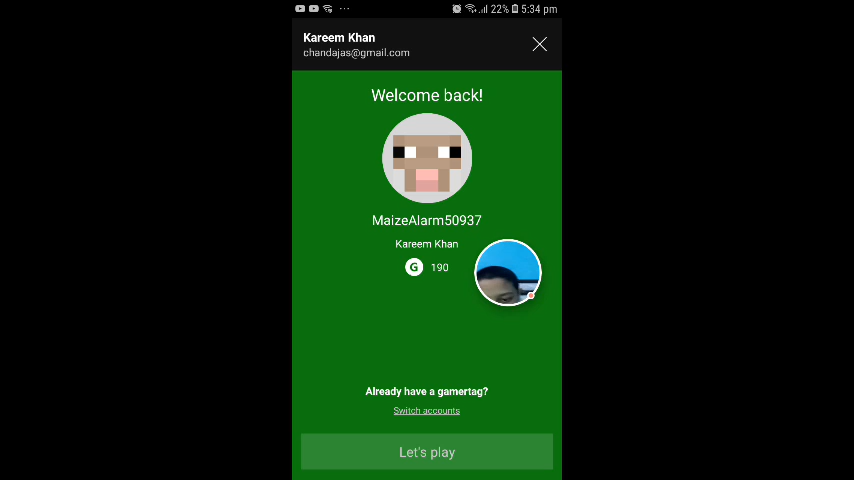 22% 5:34 pm
Kareem Khan
chandajas@gmail.com
Welcome back!
MaizeAlarm50937
Kareem Khan
G 190
Already have a gamertag?
Switch accounts
Let's play